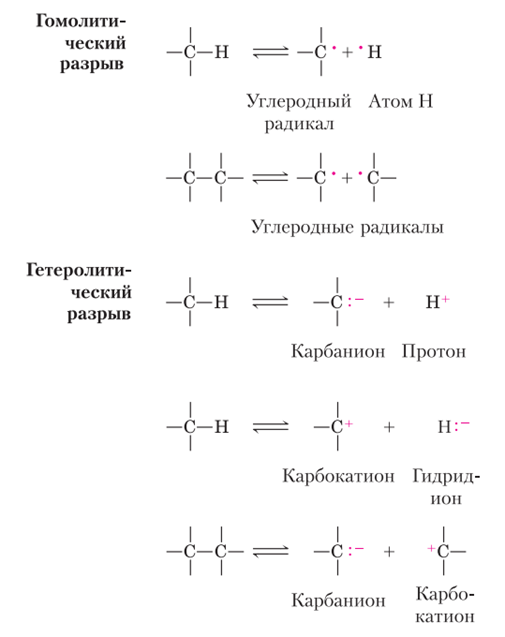 Гомолити-
ческий
разрыв
—C—H ⇌ —C• + •H
Углеродный Атом H
радикал
—C—C— ⇌ —C• + •C—
Углеродные радикалы
Гетеролити-
ческий
разрыв
—C—H ⇌ —C:− + H+
Карбанион Протон
—C—H ⇌ —C+ + H:−
Карбокатион Гидрид-
ион
—C—C— ⇌ —C:− + +C—
Карбанион Карбо-
катион